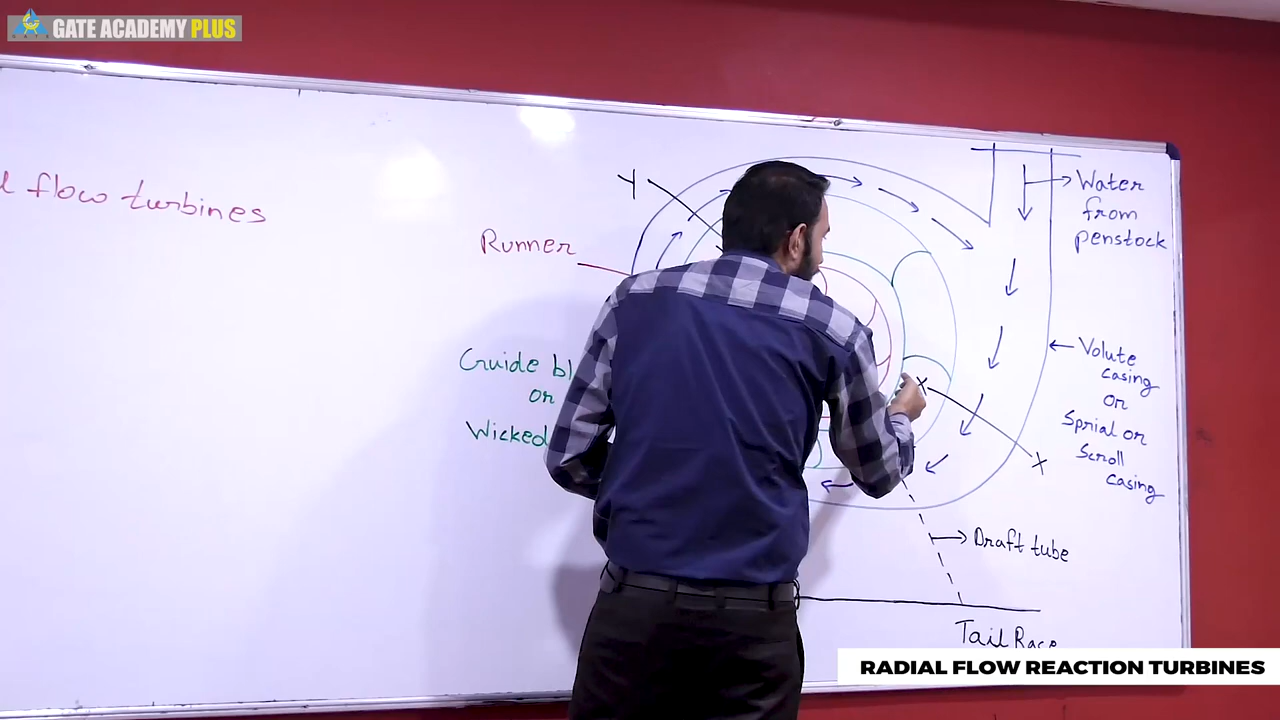 GATE ACADEMY PLUS
flow turbines
Y
Runner
Guide bl
or
Wicked
Water
from
penstock
Volute
casing
or
Sprial or
Scroll
casing
X
X
Draft tube
Tail Race
RADIAL FLOW REACTION TURBINES